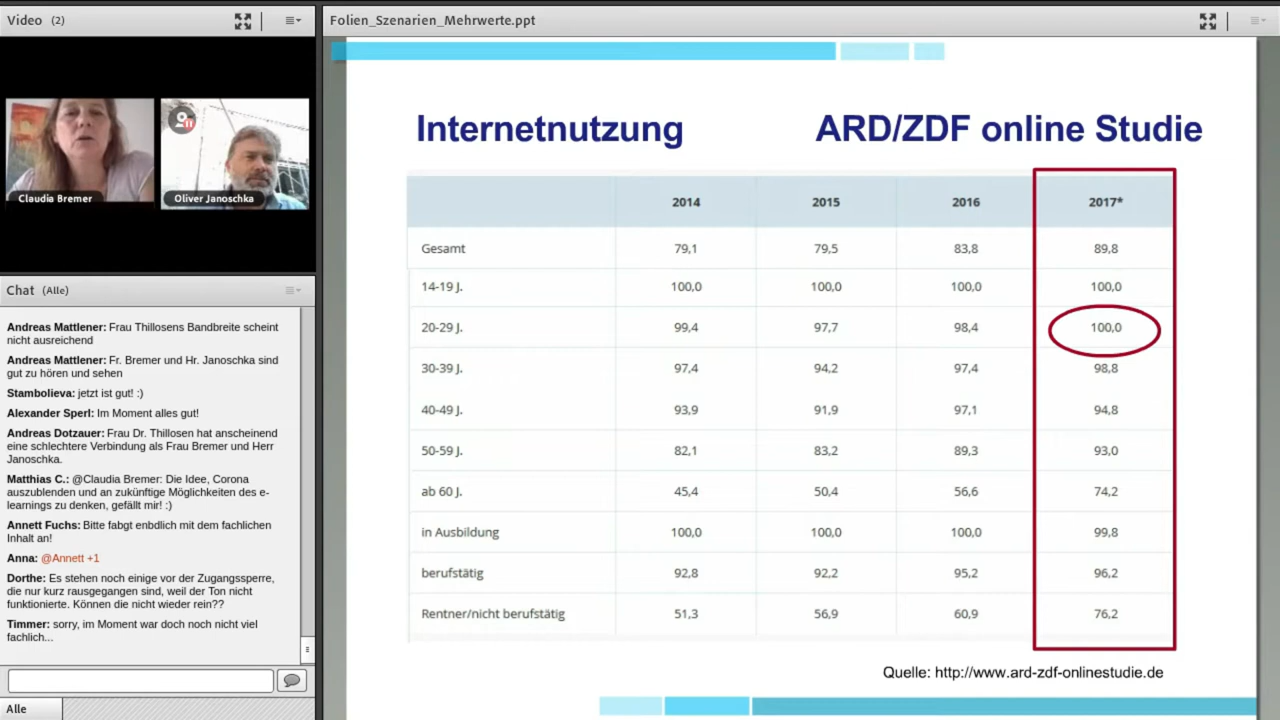 Video (2)
Claudia Bremer
Oliver Janoschka
Chat (Alle)
Andreas Mattlener: Frau Thillosens Bandbreite scheint
nicht ausreichend
Andreas Mattlener: Fr. Bremer und Hr. Janoschka sind
gut zu hören und sehen
Stambolieva: jetzt ist gut! :)
Alexander Sperl: Im Moment alles gut!
Andreas Dotzauer: Frau Dr. Thillosen hat anscheinend
eine schlechtere Verbindung als Frau Bremer und Herr
Janoschka.
Matthias C.: @Claudia Bremer: Die Idee, Corona
auszublenden und an zukünftige Möglichkeiten des e-
learnings zu denken, gefällt mir! :)
Annett Fuchs: Bitte fabgt enbdlich mit dem fachlichen
Inhalt an!
Anna: @Annett +1
Dorthe: Es stehen noch einige vor der Zugangssperre,
die nur kurz rausgegangen sind, weil der Ton nicht
funktionierte. Können die nicht wieder rein??
Timmer: sorry, im Moment war doch noch nicht viel
fachlich...
Alle
Folien_Szenarien_Mehrwerte.ppt
Internetnutzung ARD/ZDF online Studie
2014 2015 2016 2017*
Gesamt 79,1 79,5 83,8 89,8
14-19 J. 100,0 100,0 100,0 100,0
20-29 J. 99,4 97,7 98,4 100,0
30-39 J. 97,4 94,2 97,4 98,8
40-49 J. 93,9 91,9 97,1 94,8
50-59 J. 82,1 83,2 89,3 93,0
ab 60 J. 45,4 50,4 56,6 74,2
in Ausbildung 100,0 100,0 100,0 99,8
berufstätig 92,8 92,2 95,2 96,2
Rentner/nicht berufstätig 51,3 56,9 60,9 76,2
Quelle: http://www.ard-zdf-onlinestudie.de